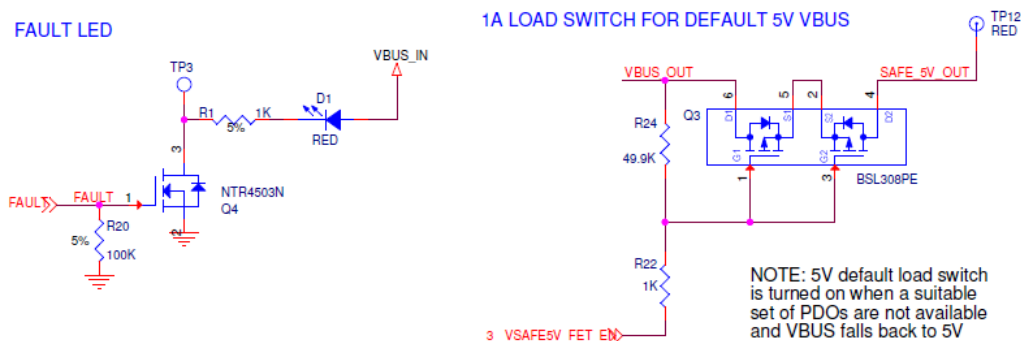 FAULT LED
1A LOAD SWITCH FOR DEFAULT 5V VBUS
TP12
RED
VBUS_IN
TP3
R1
1K
5%
D1
RED
3
NTR4503N
Q4
FAULT
FAULT
1
2
R20
5%
100K
VBUS_OUT
SAFE_5V_OUT
6
5
2
4
Q3
D1
S1
S2
D2
G1
G2
R24
49.9K
1
3
BSL308PE
R22
1K
3 VSAFE5V_FET_EN
NOTE: 5V default load switch
is turned on when a suitable
set of PDOs are not available
and VBUS falls back to 5V